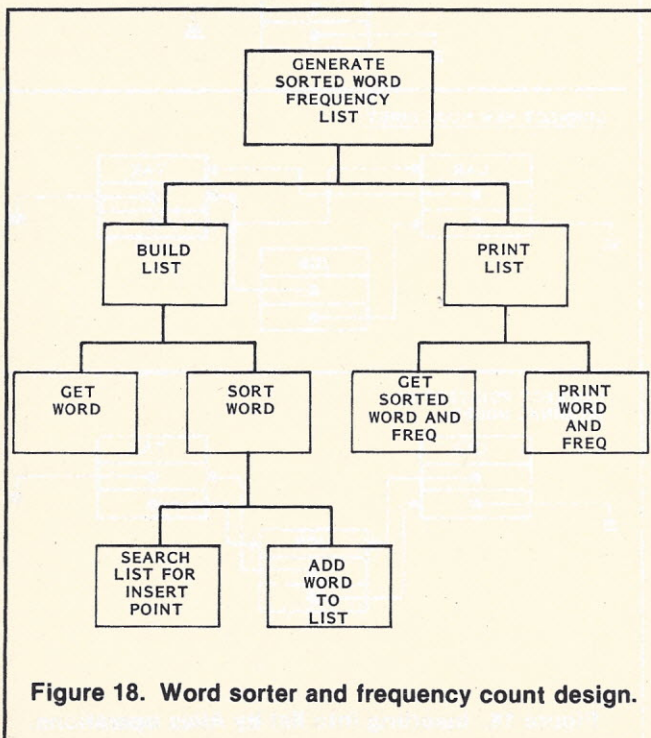 GENERATE
SORTED WORD
FREQUENCY
LIST
BUILD
LIST
PRINT
LIST
GET
WORD
SORT
WORD
GET
SORTED
WORD AND
FREQ
PRINT
WORD
AND
FREQ
SEARCH
LIST FOR
INSERT
POINT
ADD
WORD
TO
LIST
Figure 18. Word sorter and frequency count design.